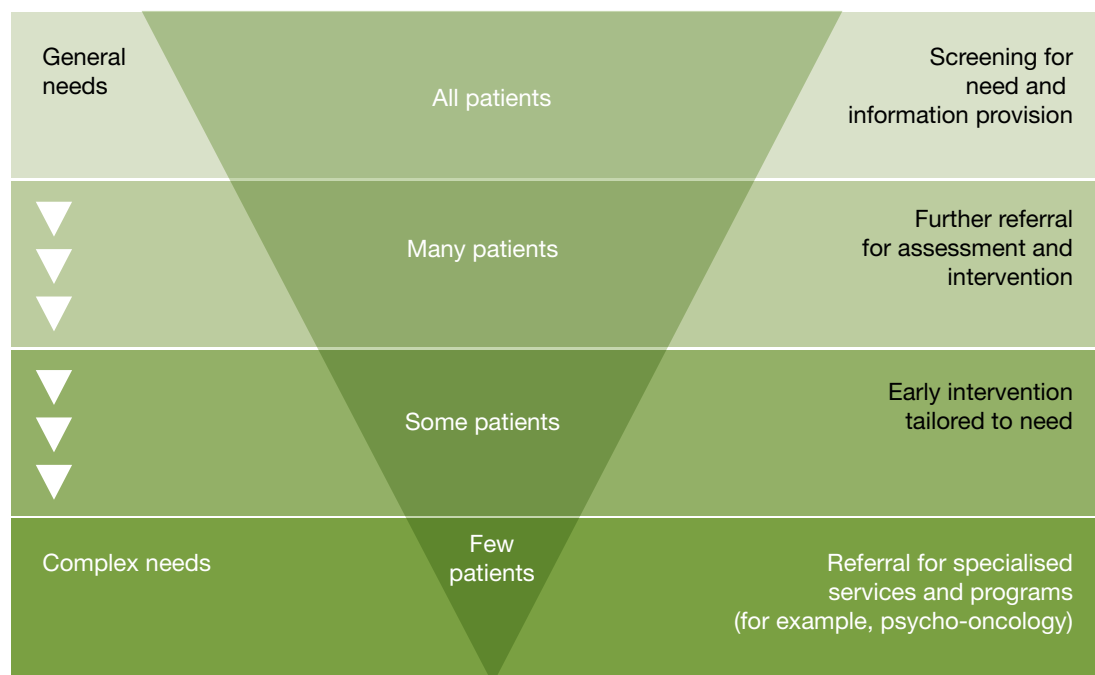 General
needs
All patients
Screening for
need and
information provision
Many patients
Further referral
for assessment and
intervention
Some patients
Early intervention
tailored to need
Complex needs
Few
patients
Referral for specialised
services and programs
(for example, psycho-oncology)